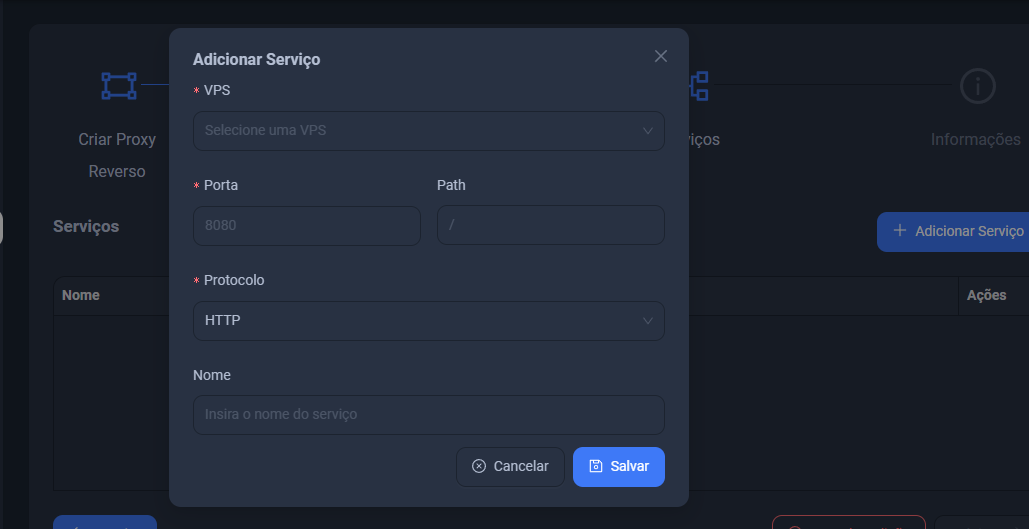 Adicionar Serviço
* VPS
Selecione uma VPS
Criar Proxy
Reverso
Informações
* Porta
Path
8080
/
Serviços
+ Adicionar Serviço
* Protocolo
Nome
Ações
HTTP
Nome
Insira o nome do serviço
Cancelar
Salvar